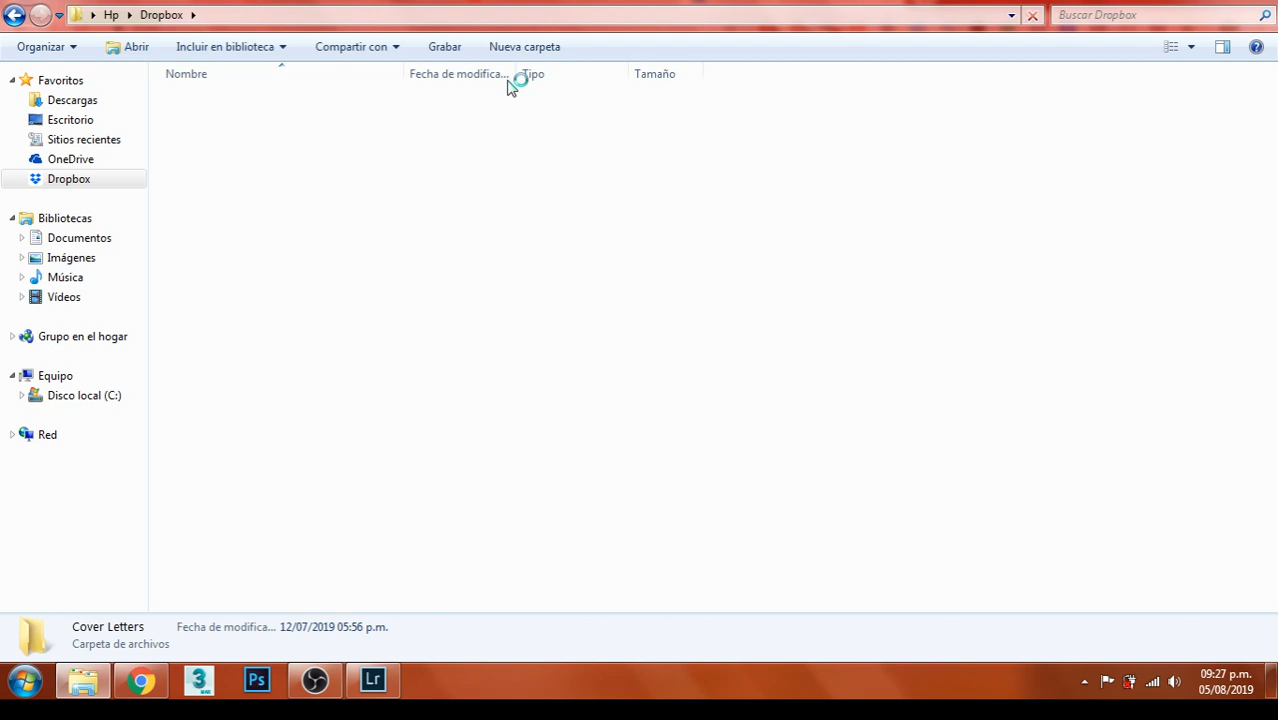 Hp Dropbox Buscar Dropbox
Organizar Abrir Incluir en biblioteca Compartir con Grabar Nueva carpeta
Nombre Fecha de modifica... Tipo Tamaño
Favoritos
Descargas
Escritorio
Sitios recientes
OneDrive
Dropbox
Bibliotecas
Documentos
Imágenes
Música
Vídeos
Grupo en el hogar
Equipo
Disco local (C:)
Red
Cover Letters Fecha de modifica... 12/07/2019 05:56 p.m.
Carpeta de archivos
3 Ps Lr
09:27 p.m.
05/08/2019